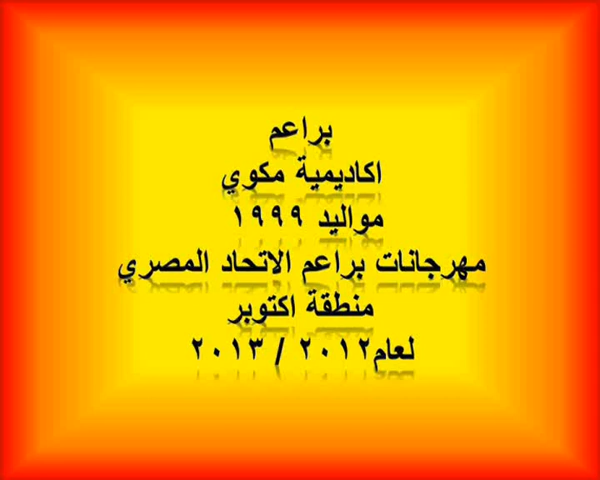 براعم
اكاديمية مكوي
مواليد ١٩٩٩
مهرجانات براعم الاتحاد المصري
منطقة اكتوبر
لعام٢٠١٢ / ٢٠١٣